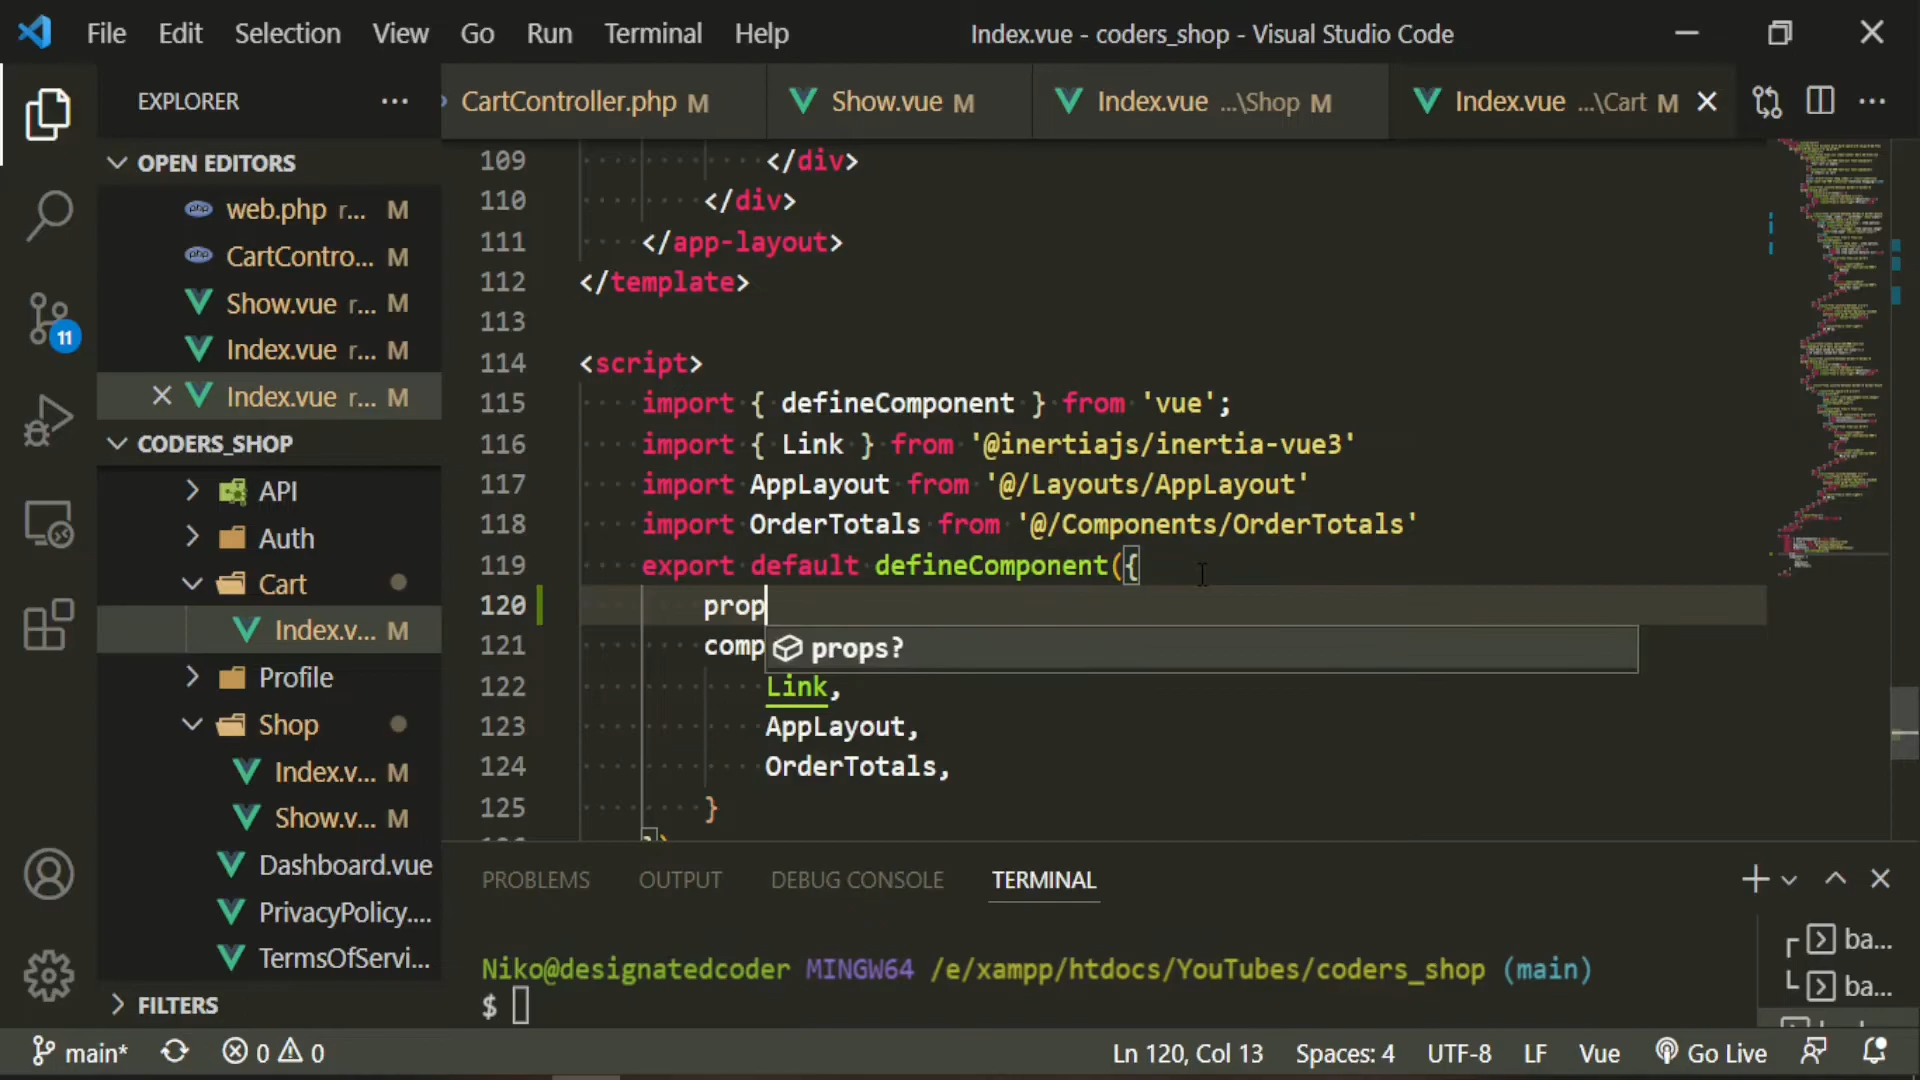 File Edit Selection View Go Run Terminal Help Index.vue - coders_shop - Visual Studio Code
EXPLORER
CartController.php M Show.vue M Index.vue ...\Shop M Index.vue ...\Cart M
OPEN EDITORS
web.php r... M
CartContro... M
Show.vue r... M
Index.vue r... M
Index.vue r... M
CODERS_SHOP
API
Auth
Cart
Index.v... M
Profile
Shop
Index.v... M
Show.v... M
Dashboard.vue
PrivacyPolicy....
TermsOfServi...
FILTERS
11
109 </div>
110 </div>
111 </app-layout>
112 </template>
113
114 <script>
115 import { defineComponent } from 'vue';
116 import { Link } from '@inertiajs/inertia-vue3'
117 import AppLayout from '@/Layouts/AppLayout'
118 import OrderTotals from '@/Components/OrderTotals'
119 export default defineComponent({
120 prop
props?
121 comp
122 Link,
123 AppLayout,
124 OrderTotals,
125 }
PROBLEMS OUTPUT DEBUG CONSOLE TERMINAL
Niko@designatedcoder MINGW64 /e/xampp/htdocs/YouTubes/coders_shop (main)
$
ba...
ba...
main* 0 0 Ln 120, Col 13 Spaces: 4 UTF-8 LF Vue Go Live